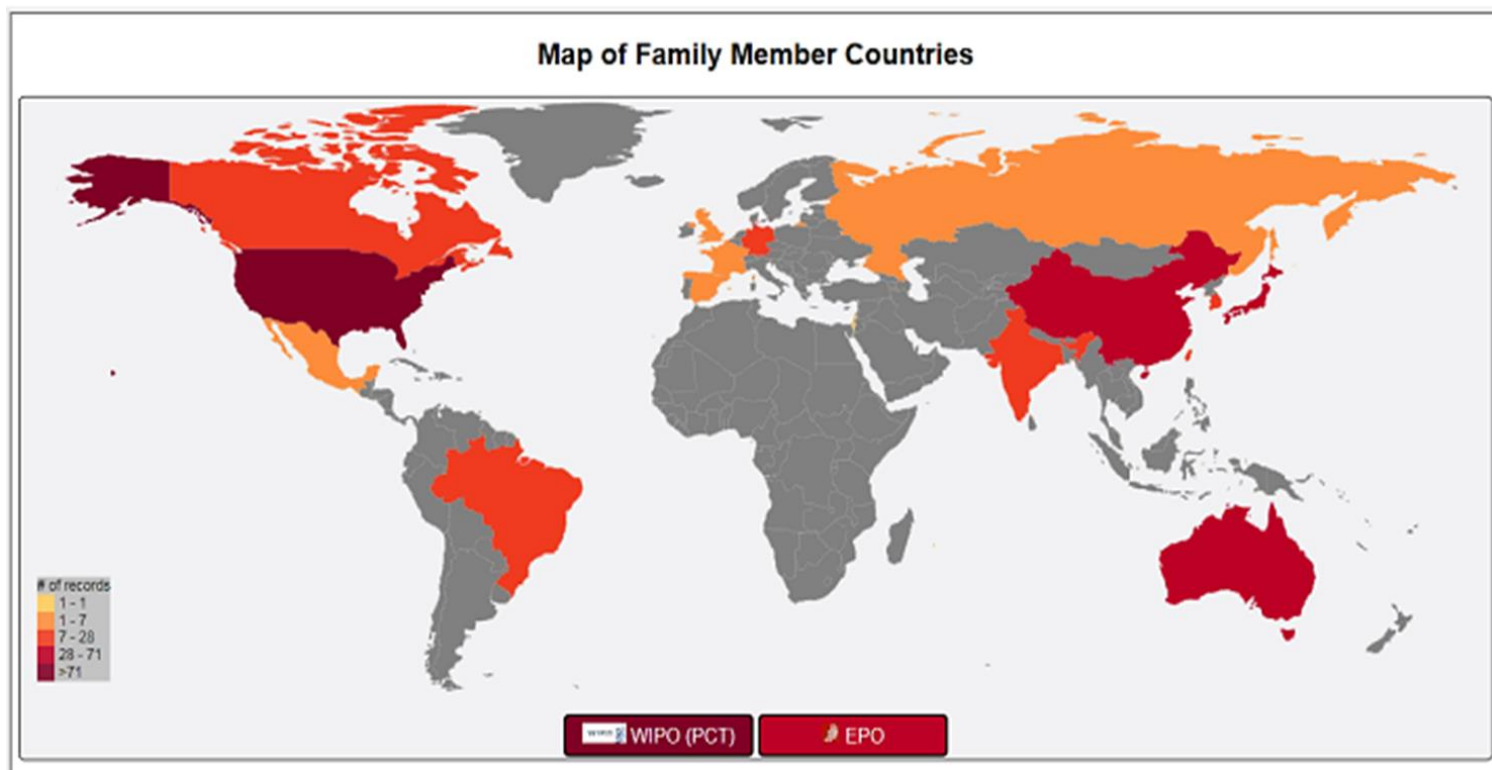 Map of Family Member Countries
# of records
1 - 1
1 - 7
7 - 28
28 - 71
>71
WIPO WIPO (PCT)
EPO